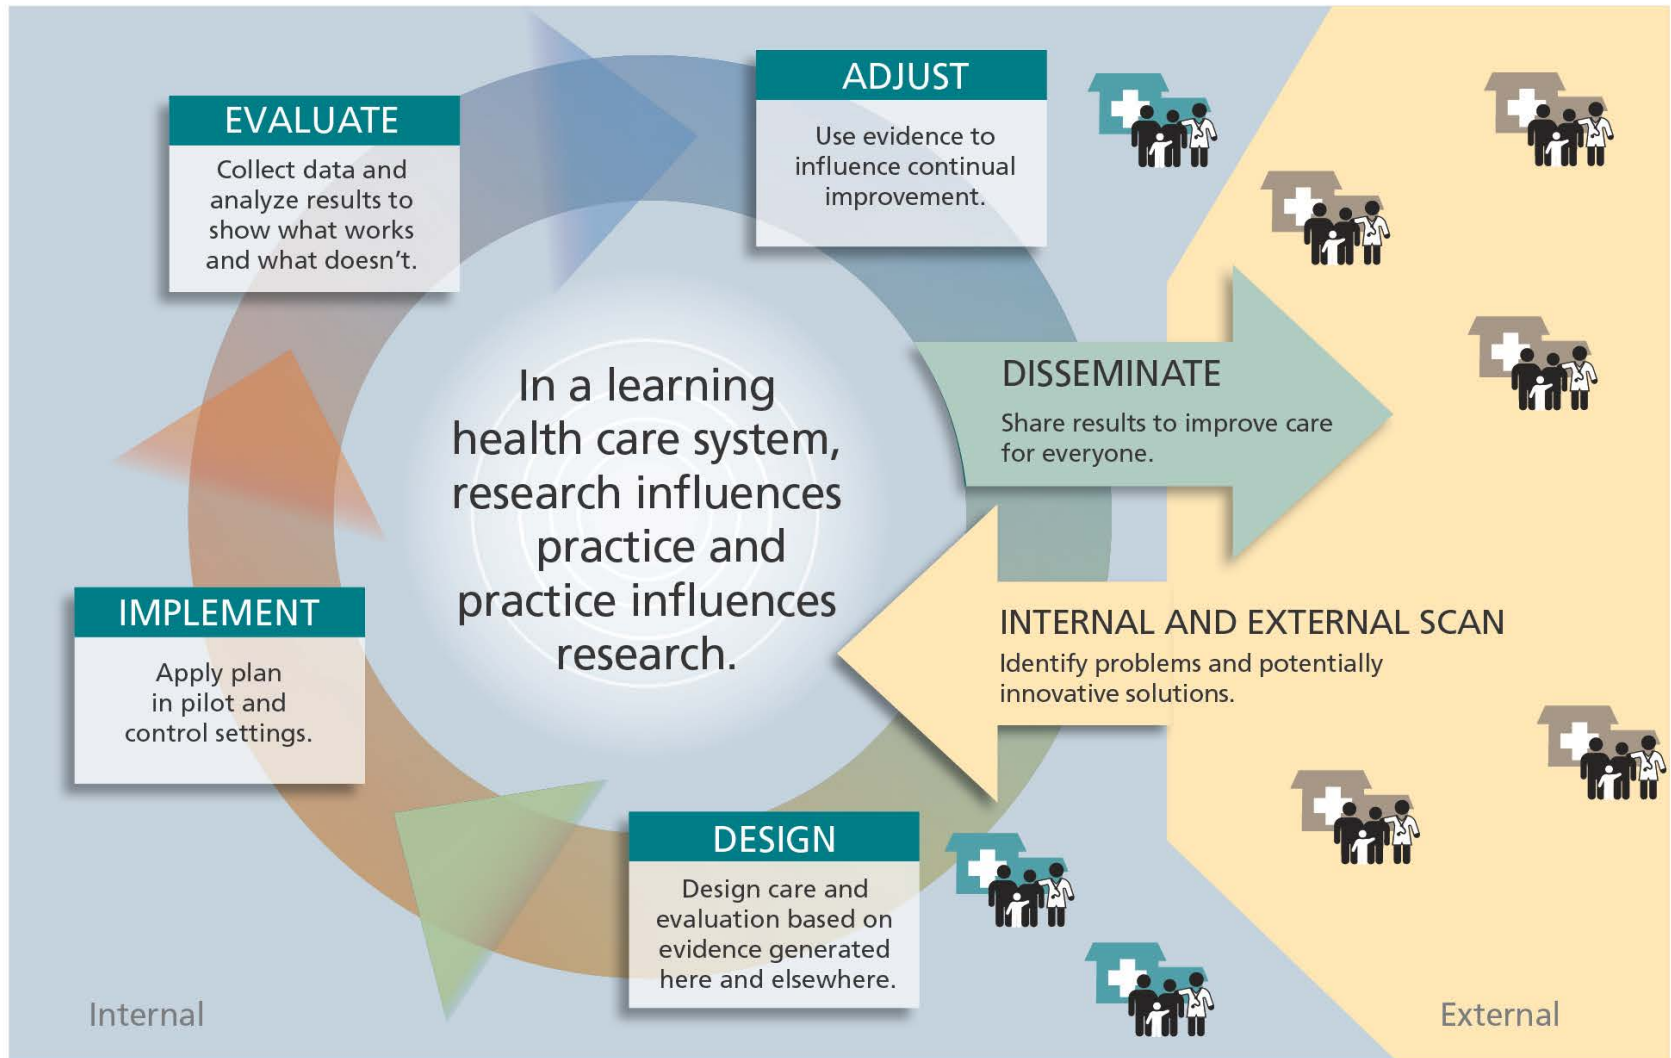 In a learning
health care system,
research influences
practice and
practice influences
research.
INTERNAL AND EXTERNAL SCAN
Identify problems and potentially
innovative solutions.
DESIGN
Design care and
evaluation based on
evidence generated
here and elsewhere.
IMPLEMENT
Apply plan
in pilot and
control settings.
EVALUATE
Collect data and
analyze results to
show what works
and what doesn’t.
ADJUST
Use evidence to
influence continual
improvement.
DISSEMINATE
Share results to improve care
for everyone.
Internal
External